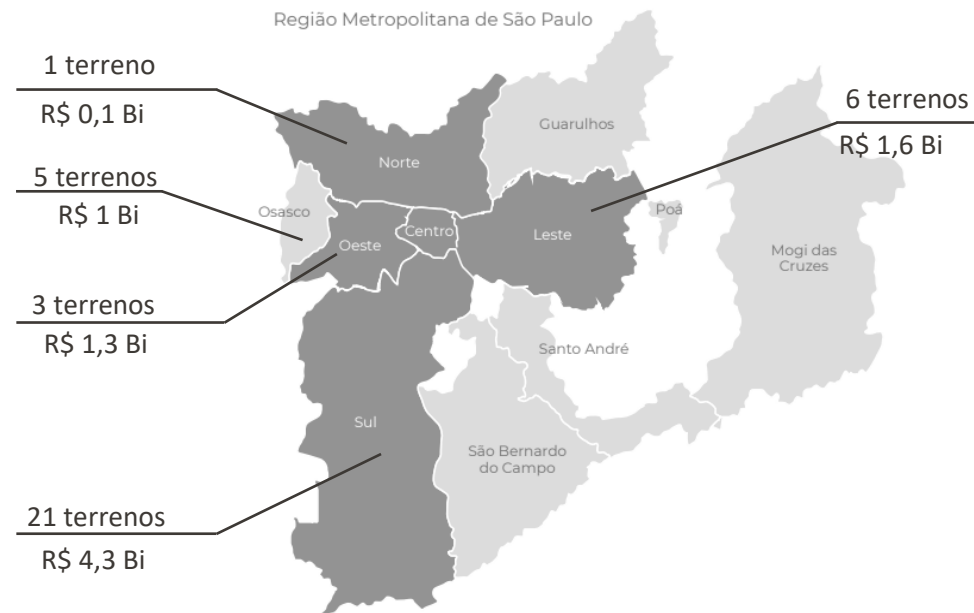 Região Metropolitana de São Paulo
1 terreno
R$ 0,1 Bi
6 terrenos
R$ 1,6 Bi
Guarulhos
Norte
5 terrenos
R$ 1 Bi
Osasco
Oeste
Centro
Leste
Poá
Mogi das
Cruzes
3 terrenos
R$ 1,3 Bi
Santo André
Sul
São Bernardo
do Campo
21 terrenos
R$ 4,3 Bi